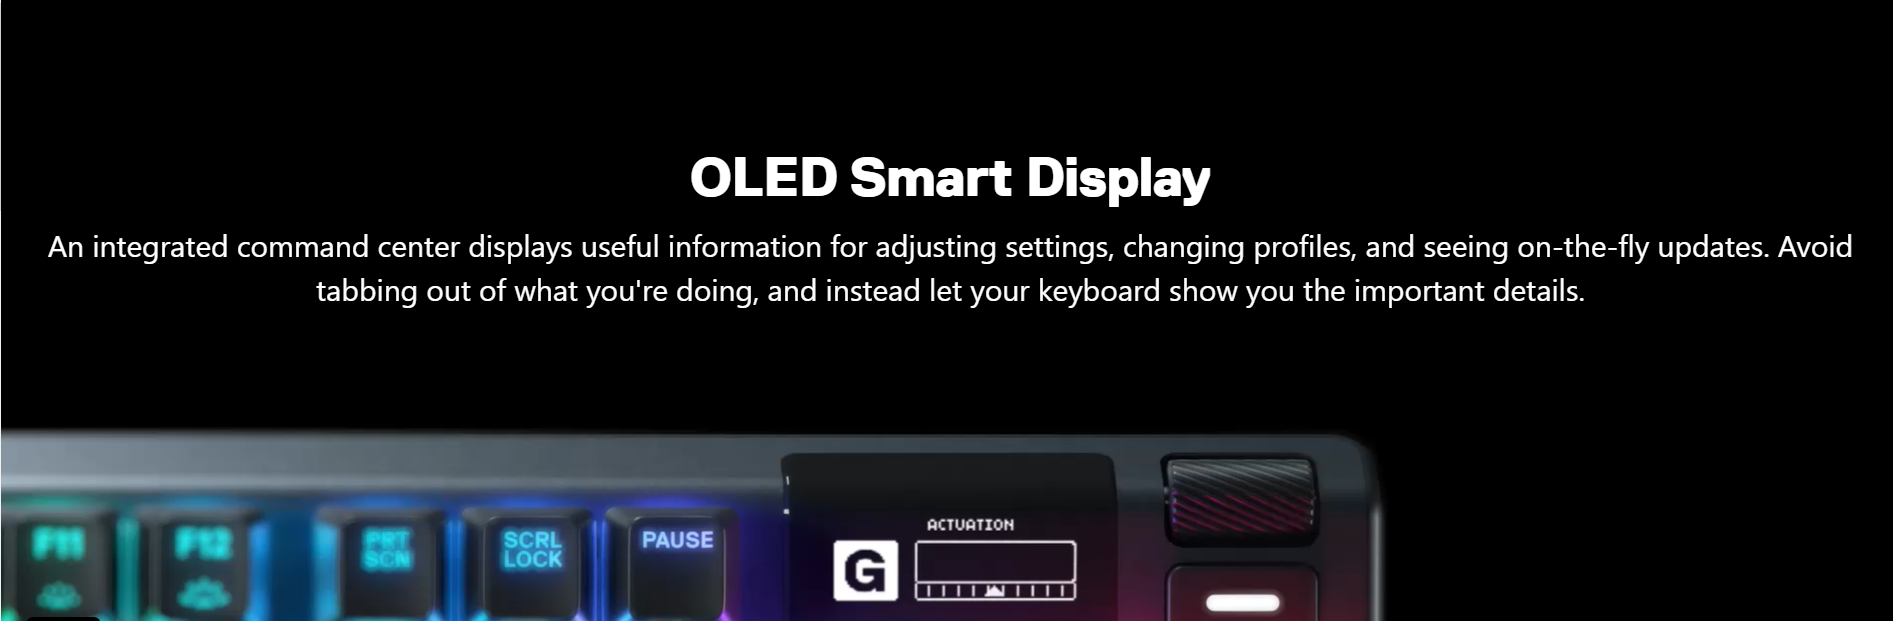 OLED Smart Display
An integrated command center displays useful information for adjusting settings, changing profiles, and seeing on-the-fly updates. Avoid
tabbing out of what you're doing, and instead let your keyboard show you the important details.
ACTUATION
F11 F12 PRT SCN SCRL LOCK PAUSE G